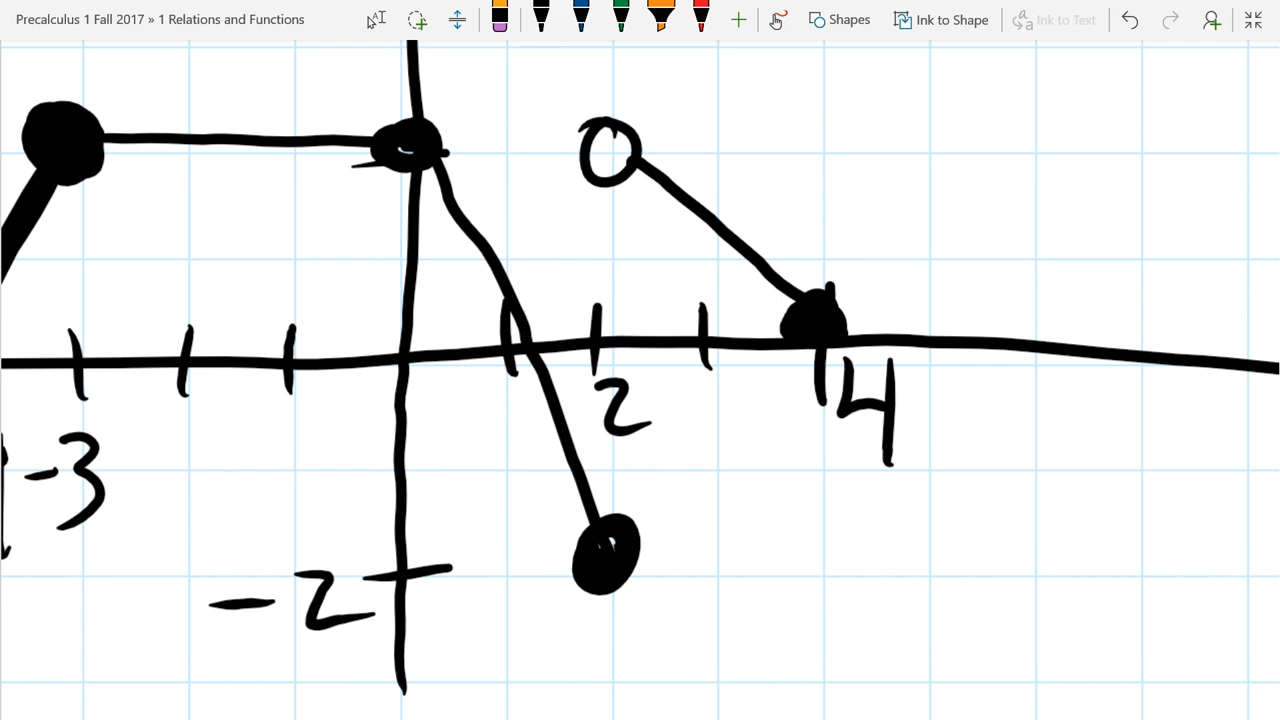 Precalculus 1 Fall 2017 » 1 Relations and Functions
Shapes
Ink to Shape
Ink to Text
2
4
-3
-2